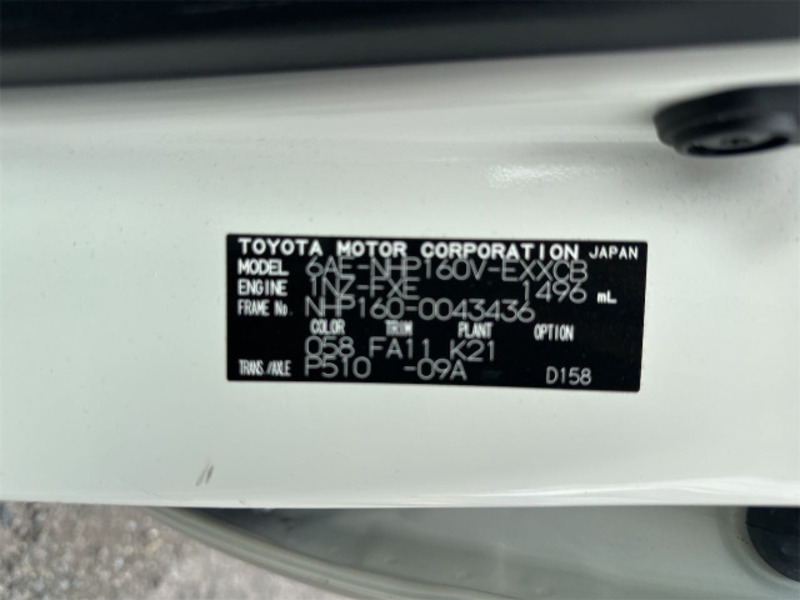 TOYOTA MOTOR CORPORATION JAPAN
MODEL 6AE-NHP160V-EXXCB
ENGINE 1NZ-FXE 1496 mL
FRAME No. NHP160-0043436
COLOR TRIM PLANT OPTION
058 FA11 K21
TRANS/AXLE P510 -09A D158